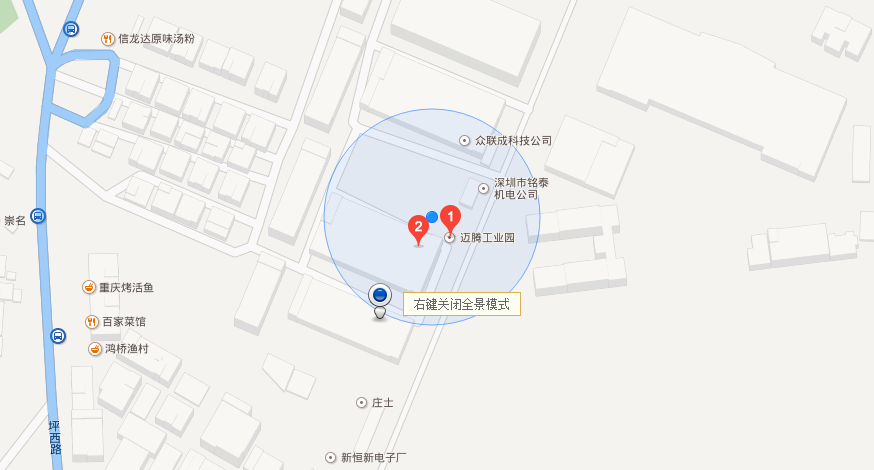 信龙达原味汤粉
众联成科技公司
深圳市铭泰
机电公司
崇名
2
1
迈腾工业园
重庆烤活鱼
右键关闭全景模式
百家菜馆
鸿桥渔村
庄士
坪西路
新恒新电子厂